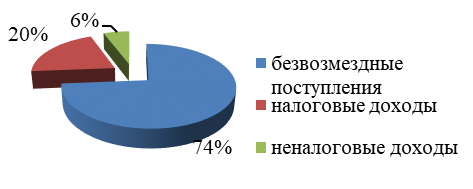 6%
20%
74%
безвозмездные
поступления
налоговые доходы
неналоговые доходы